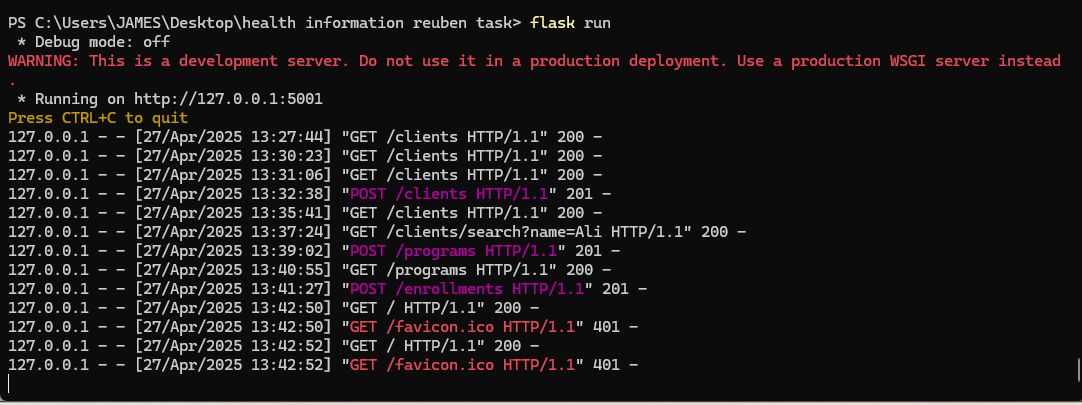 PS C:\Users\JAMES\Desktop\health information reuben task> flask run
 * Debug mode: off
WARNING: This is a development server. Do not use it in a production deployment. Use a production WSGI server instead
.
 * Running on http://127.0.0.1:5001
Press CTRL+C to quit
127.0.0.1 - - [27/Apr/2025 13:27:44] "GET /clients HTTP/1.1" 200 -
127.0.0.1 - - [27/Apr/2025 13:30:23] "GET /clients HTTP/1.1" 200 -
127.0.0.1 - - [27/Apr/2025 13:31:06] "GET /clients HTTP/1.1" 200 -
127.0.0.1 - - [27/Apr/2025 13:32:38] "POST /clients HTTP/1.1" 201 -
127.0.0.1 - - [27/Apr/2025 13:35:41] "GET /clients HTTP/1.1" 200 -
127.0.0.1 - - [27/Apr/2025 13:37:24] "GET /clients/search?name=Ali HTTP/1.1" 200 -
127.0.0.1 - - [27/Apr/2025 13:39:02] "POST /programs HTTP/1.1" 201 -
127.0.0.1 - - [27/Apr/2025 13:40:55] "GET /programs HTTP/1.1" 200 -
127.0.0.1 - - [27/Apr/2025 13:41:27] "POST /enrollments HTTP/1.1" 201 -
127.0.0.1 - - [27/Apr/2025 13:42:50] "GET / HTTP/1.1" 200 -
127.0.0.1 - - [27/Apr/2025 13:42:50] "GET /favicon.ico HTTP/1.1" 401 -
127.0.0.1 - - [27/Apr/2025 13:42:52] "GET / HTTP/1.1" 200 -
127.0.0.1 - - [27/Apr/2025 13:42:52] "GET /favicon.ico HTTP/1.1" 401 -